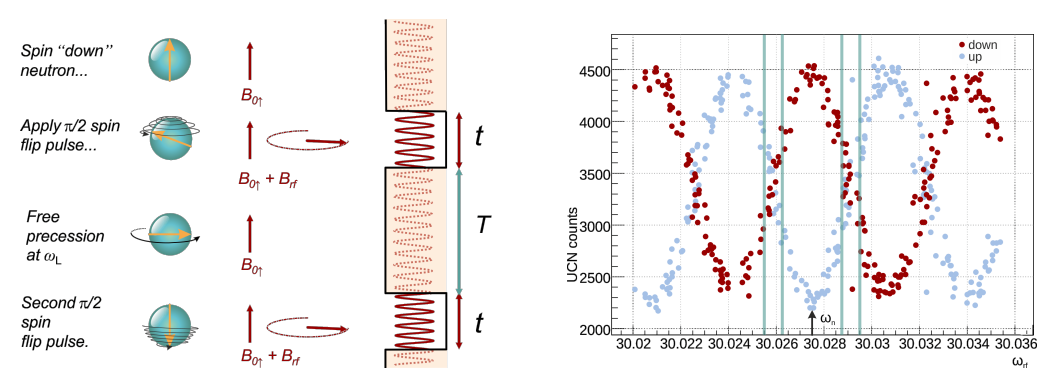 Spin “down”
neutron...
B0↑
Apply π/2 spin
flip pulse...
B0↑ + Brf
t
Free
precession
at ωL
B0↑
T
Second π/2
spin
flip pulse.
B0↑ + Brf
t
down
up
UCN counts
4500
4000
3500
3000
2500
2000
ωn
30.02 30.022 30.024 30.026 30.028 30.03 30.032 30.034 30.036
ωrf